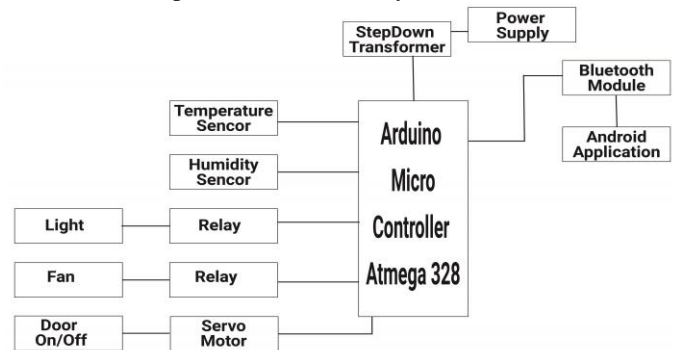 StepDown
Transformer
Power
Supply
Bluetooth
Module
Android
Application
Temperature
Sencor
Humidity
Sencor
Arduino
Micro
Controller
Atmega 328
Light
Relay
Fan
Relay
Door
On/Off
Servo
Motor